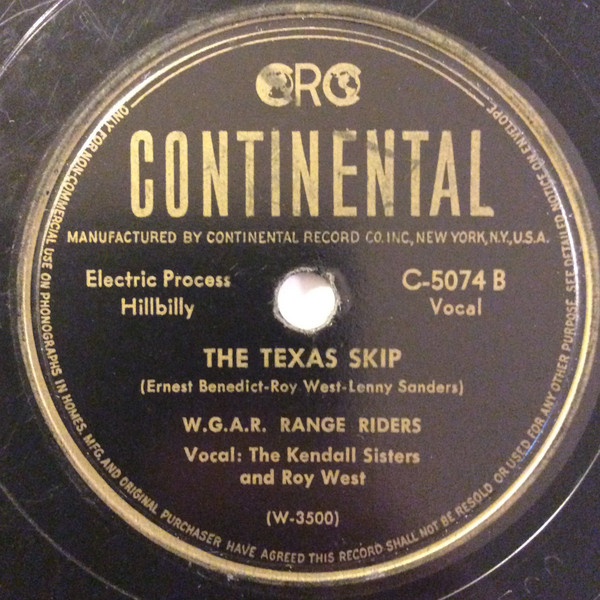 CRC
CONTINENTAL
MANUFACTURED BY CONTINENTAL RECORD CO. INC, NEW YORK, N.Y., U.S.A.
Electric Process
Hillbilly
C-5074 B
Vocal
THE TEXAS SKIP
(Ernest Benedict-Roy West-Lenny Sanders)
W.G.A.R. RANGE RIDERS
Vocal: The Kendall Sisters
and Roy West
(W-3500)
ONLY FOR NON-COMMERCIAL USE ON PHONOGRAPHS IN HOMES. MFG. AND ORIGINAL PURCHASER HAVE AGREED THIS RECORD SHALL NOT BE RESOLD OR USED FOR ANY OTHER PURPOSE. SEE DETAILED NOTICE ON ENVELOPE